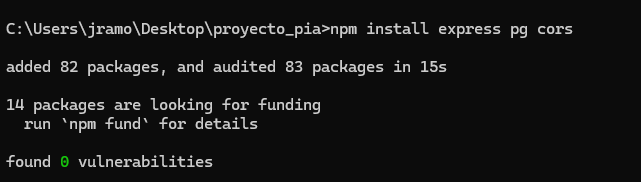 C:\Users\jramo\Desktop\proyecto_pia>npm install express pg cors
added 82 packages, and audited 83 packages in 15s
14 packages are looking for funding
  run `npm fund` for details
found 0 vulnerabilities